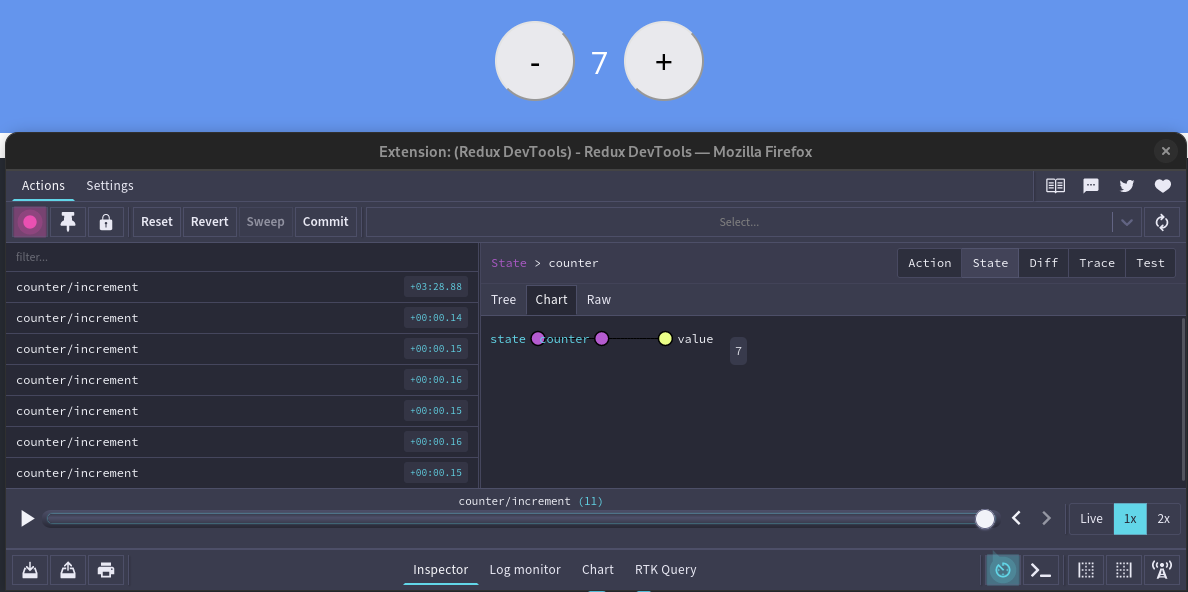 - 7 +
Extension: (Redux DevTools) - Redux DevTools — Mozilla Firefox
Actions Settings
Reset Revert Sweep Commit Select...
filter...
State > counter
Action State Diff Trace Test
Tree Chart Raw
counter/increment +03:28.88
counter/increment +00:00.14
counter/increment +00:00.15
counter/increment +00:00.16
counter/increment +00:00.15
counter/increment +00:00.16
counter/increment +00:00.15
state counter value
7
counter/increment (11)
Live 1x 2x
Inspector Log monitor Chart RTK Query